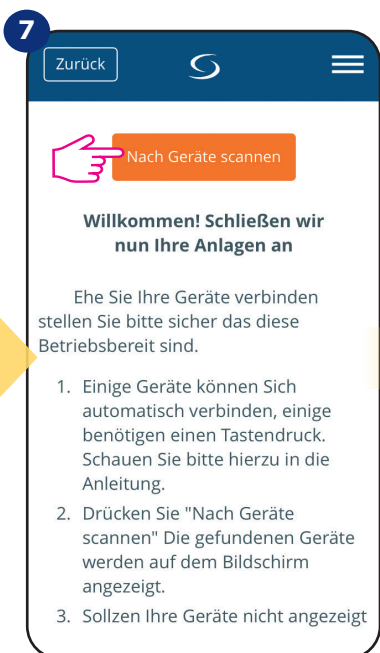 7
Zurück
Nach Geräte scannen
Willkommen! Schließen wir
nun Ihre Anlagen an
Ehe Sie Ihre Geräte verbinden
stellen Sie bitte sicher das diese
Betriebsbereit sind.
1. Einige Geräte können Sich
automatisch verbinden, einige
benötigen einen Tastendruck.
Schauen Sie bitte hierzu in die
Anleitung.
2. Drücken Sie "Nach Geräte
scannen" Die gefundenen Geräte
werden auf dem Bildschirm
angezeigt.
3. Sollzen Ihre Geräte nicht angezeigt